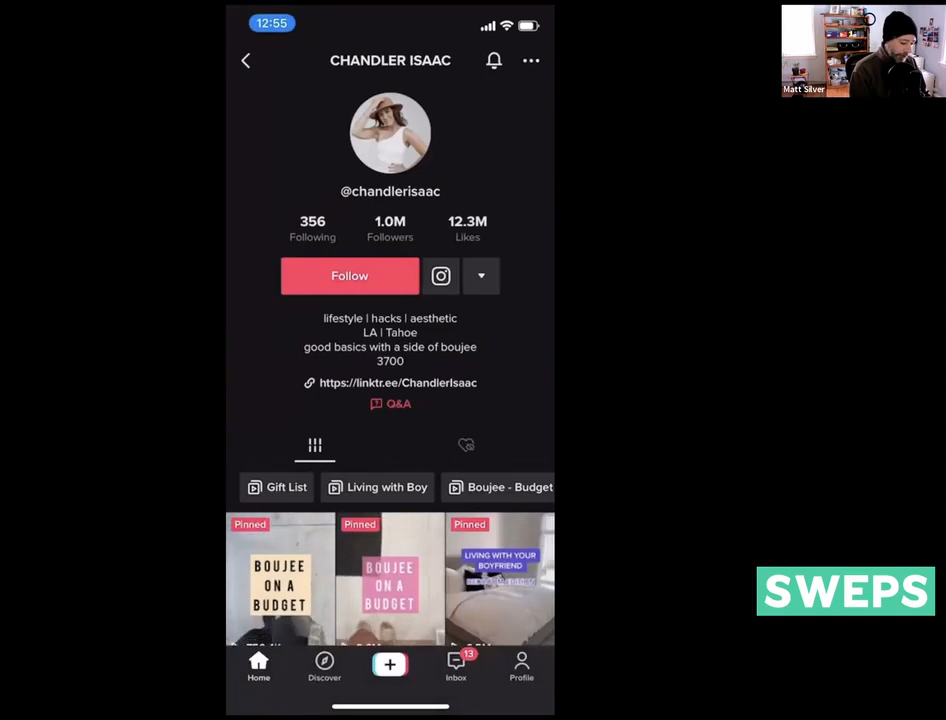 12:55
CHANDLER ISAAC
Matt Silver
@chandlerisaac
356 1.0M 12.3M
Following Followers Likes
Follow
lifestyle | hacks | aesthetic
LA | Tahoe
good basics with a side of boujee
3700
https://linktr.ee/ChandlerIsaac
Q&A
Gift List Living with Boy Boujee - Budget
Pinned Pinned Pinned
BOUJEE
ON A
BUDGET
BOUJEE
ON A
BUDGET
LIVING WITH YOUR
BOYFRIEND
SWEPS
13
Home Discover Inbox Profile